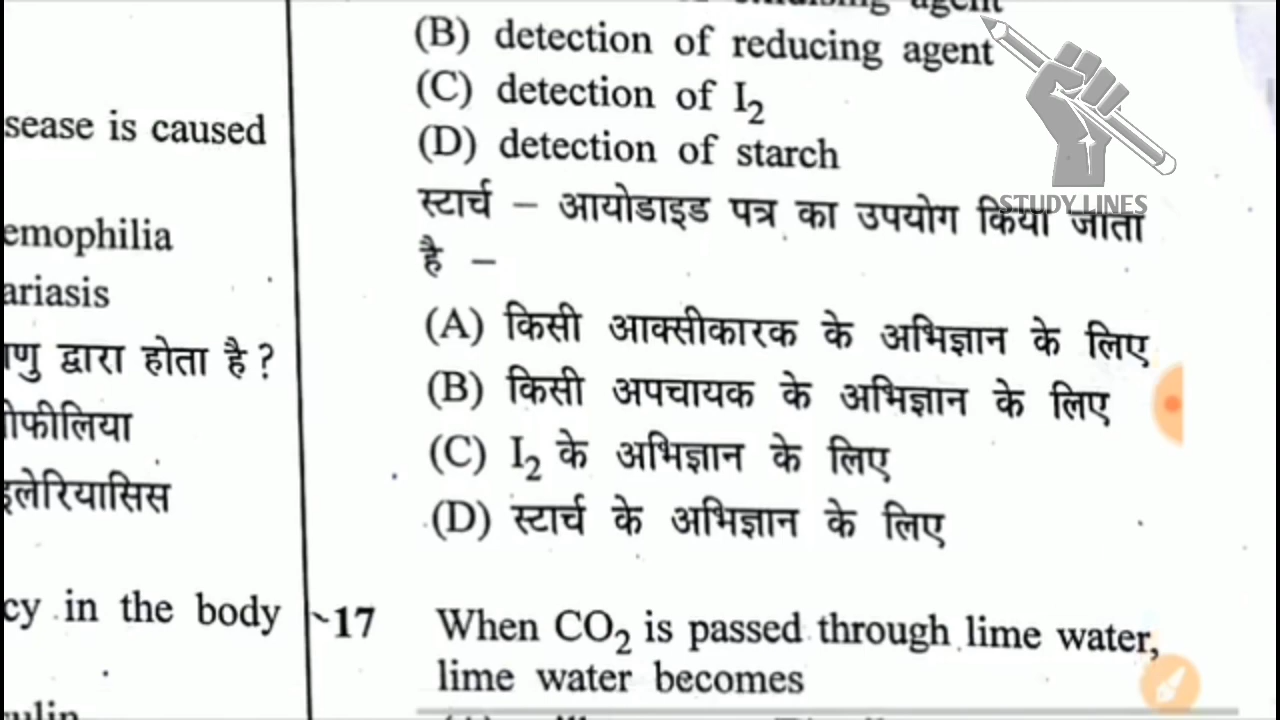 sease is caused
emophilia
ariasis
द्वारा होता है ?
cy in the body
agent
(B) detection of reducing agent
(C) detection of I₂
(D) detection of starch
स्टार्च – आयोडाइड पत्र का उपयोग किया जाता
है –
(A) किसी आक्सीकारक के अभिज्ञान के लिए
(B) किसी अपचायक के अभिज्ञान के लिए
(C) I₂ के अभिज्ञान के लिए
(D) स्टार्च के अभिज्ञान के लिए
17 When CO₂ is passed through lime water,
lime water becomes
STUDY LINES